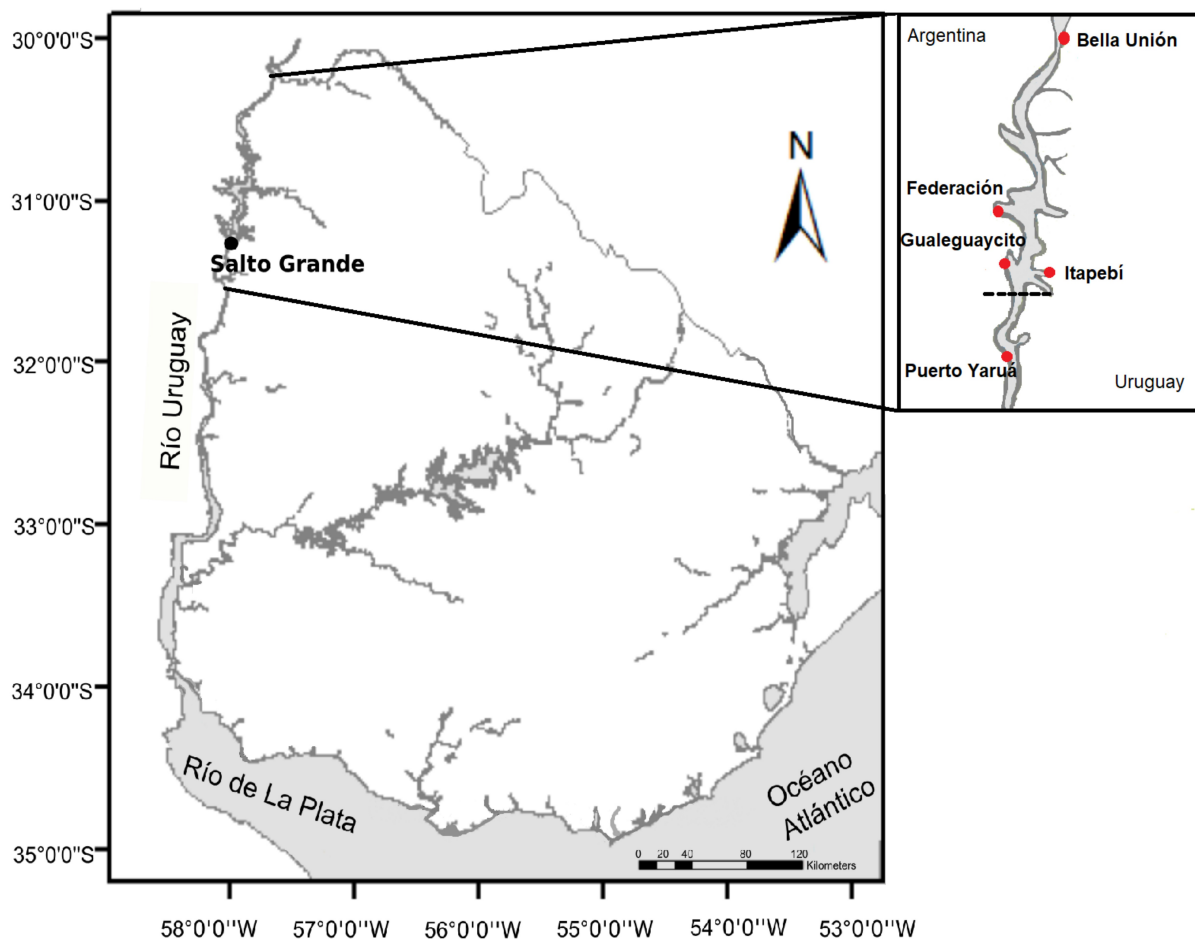 30°0'0"S
31°0'0"S
32°0'0"S
33°0'0"S
34°0'0"S
35°0'0"S
Salto Grande
Río Uruguay
N
Río de La Plata
Océano
Atlántico
0 20 40 80 120
Kilometers
58°0'0"W
57°0'0"W
56°0'0"W
55°0'0"W
54°0'0"W
53°0'0"W
Argentina
Bella Unión
Federación
Gualeguaycito
Itapebí
Puerto Yaruá
Uruguay